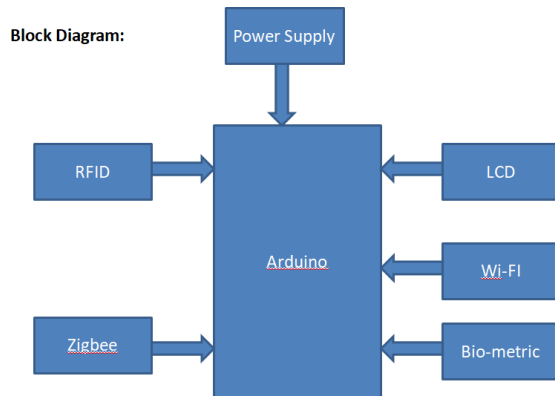 Block Diagram:
Power Supply
RFID
LCD
Arduino
Wi-FI
Zigbee
Bio-metric